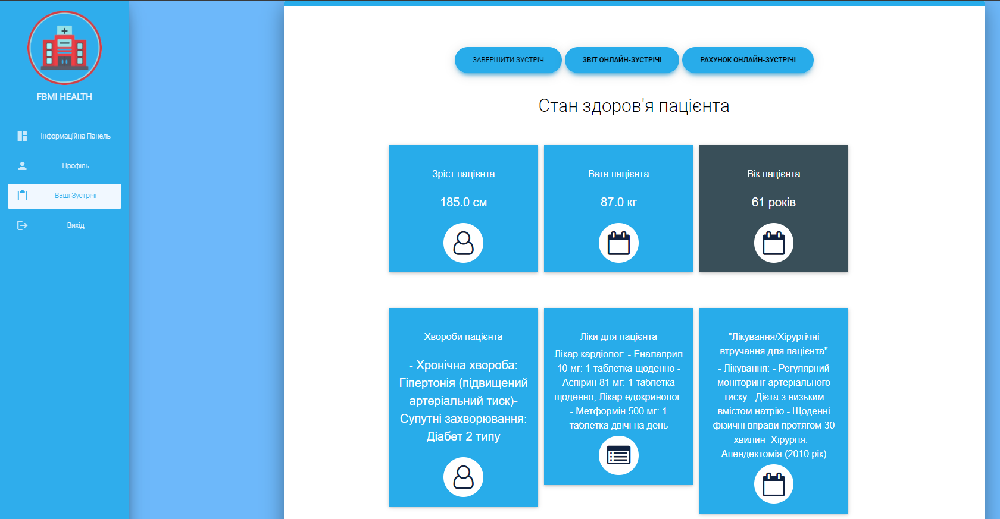 FBMI HEALTH
Інформаційна Панель
Профіль
Ваші Зустрічі
Вихід
ЗАВЕРШИТИ ЗУСТРІЧ
ЗВІТ ОНЛАЙН-ЗУСТРІЧІ
РАХУНОК ОНЛАЙН-ЗУСТРІЧІ
Стан здоров'я пацієнта
Зріст пацієнта
185.0 см
Вага пацієнта
87.0 кг
Вік пацієнта
61 років
Хвороби пацієнта
- Хронічна хвороба:
Гіпертонія (підвищений
артеріальний тиск)-
Супутні захворювання:
Діабет 2 типу
Ліки для пацієнта
Лікар кардіолог: - Еналаприл
10 мг: 1 таблетка щоденно -
Аспірин 81 мг: 1 таблетка
щоденно; Лікар едокринолог:
- Метформін 500 мг: 1
таблетка двічі на день
"Лікування/Хірургічні
втручання для пацієнта"
- Лікування: - Регулярний
моніторинг артеріального
тиску - Дієта з низьким
вмістом натрію - Щоденні
фізичні вправи протягом 30
хвилин- Хірургія: -
Апендектомія (2010 рік)